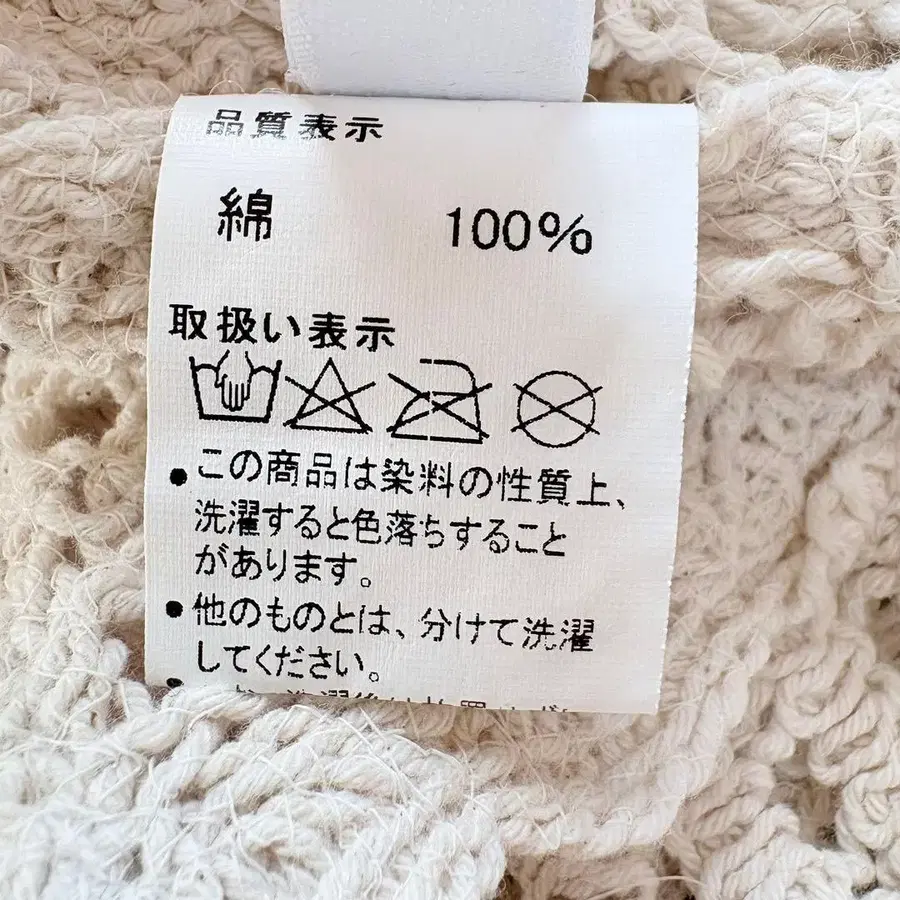 品質表示
綿 100%
取扱い表示
この商品は染料の性質上、
洗濯すると色落ちすること
があります。
他のものとは、分けて洗濯
してください。